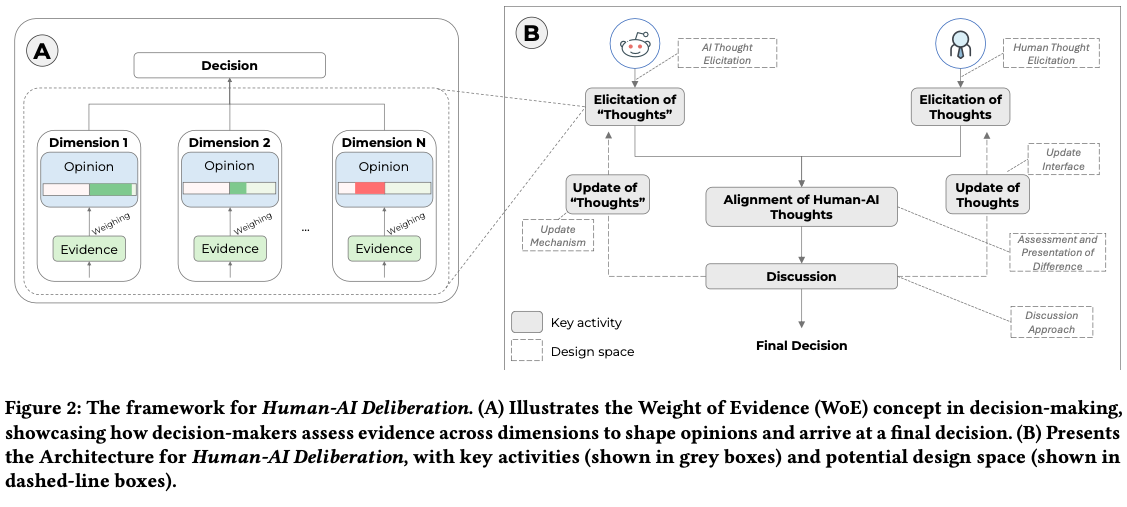 A
Decision
Dimension 1
Opinion
Weighing
Evidence
Dimension 2
Opinion
Weighing
Evidence
...
Dimension N
Opinion
Weighing
Evidence
B
AI Thought
Elicitation
Human Thought
Elicitation
Elicitation of
“Thoughts”
Elicitation of
Thoughts
Update
Interface
Update of
“Thoughts”
Update of
Thoughts
Alignment of Human-AI
Thoughts
Update
Mechanism
Assessment and
Presentation of
Difference
Discussion
Discussion
Approach
Key activity
Design space
Final Decision
Figure 2: The framework for Human-AI Deliberation. (A) Illustrates the Weight of Evidence (WoE) concept in decision-making,
showcasing how decision-makers assess evidence across dimensions to shape opinions and arrive at a final decision. (B) Presents
the Architecture for Human-AI Deliberation, with key activities (shown in grey boxes) and potential design space (shown in
dashed-line boxes).